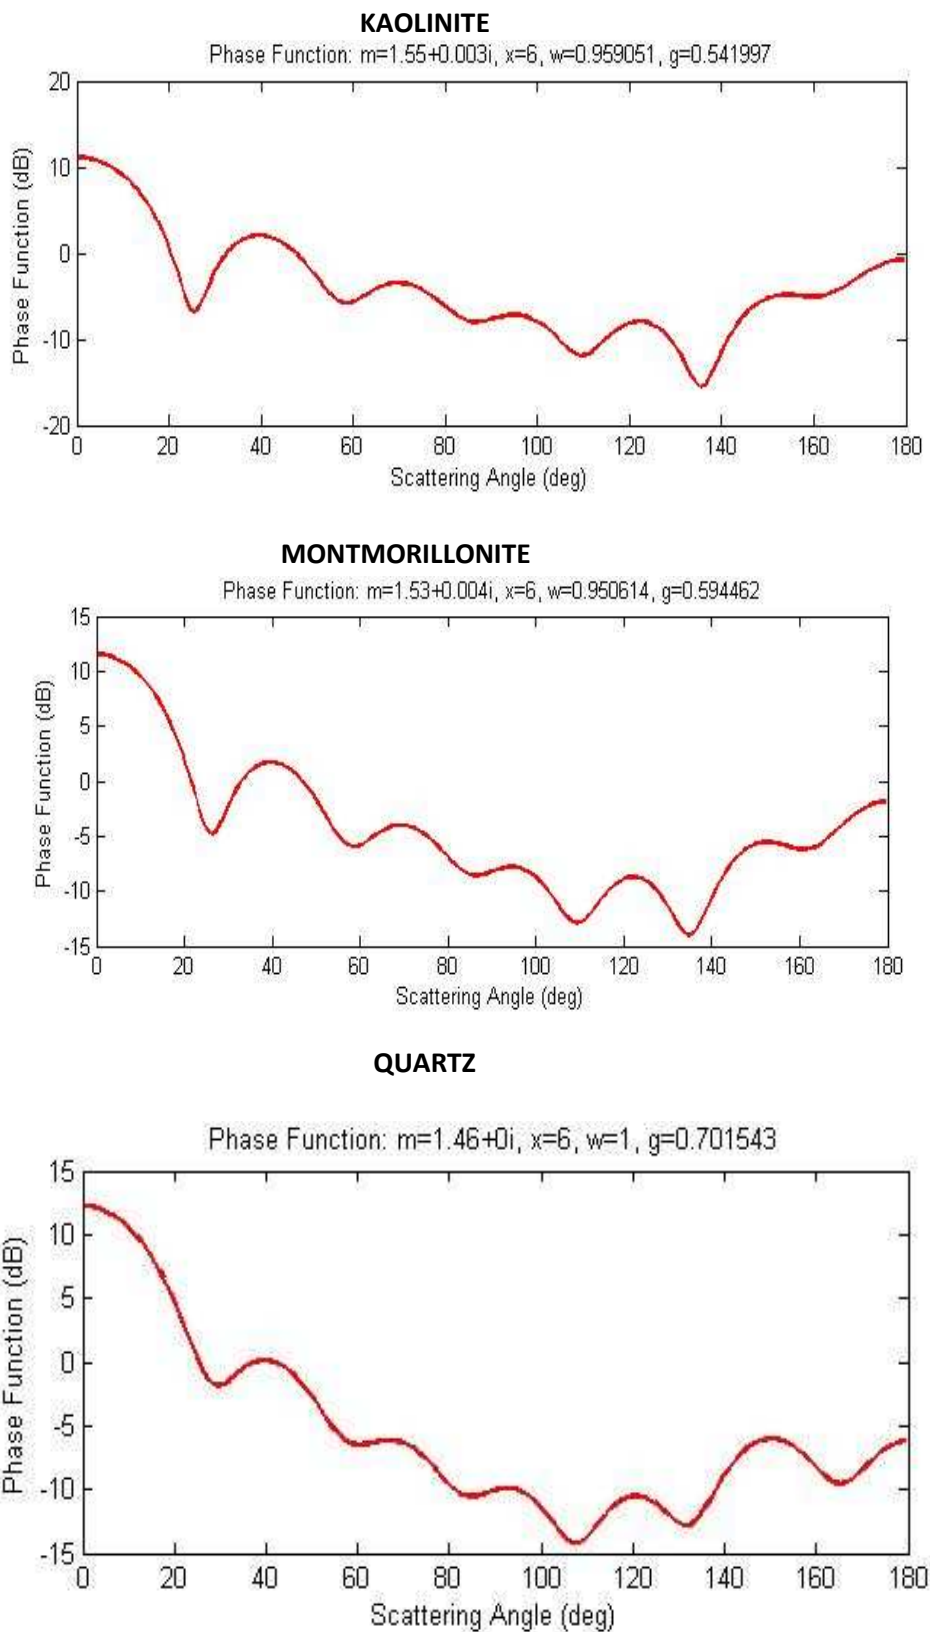 KAOLINITE
Phase Function: m=1.55+0.003i, x=6, w=0.959051, g=0.541997
20
10
0
-10
-20
Phase Function (dB)
0 20 40 60 80 100 120 140 160 180
Scattering Angle (deg)
MONTMORILLONITE
Phase Function: m=1.53+0.004i, x=6, w=0.950614, g=0.594462
15
10
5
0
-5
-10
-15
Phase Function (dB)
0 20 40 60 80 100 120 140 160 180
Scattering Angle (deg)
QUARTZ
Phase Function: m=1.46+0i, x=6, w=1, g=0.701543
15
10
5
0
-5
-10
-15
Phase Function (dB)
0 20 40 60 80 100 120 140 160 180
Scattering Angle (deg)